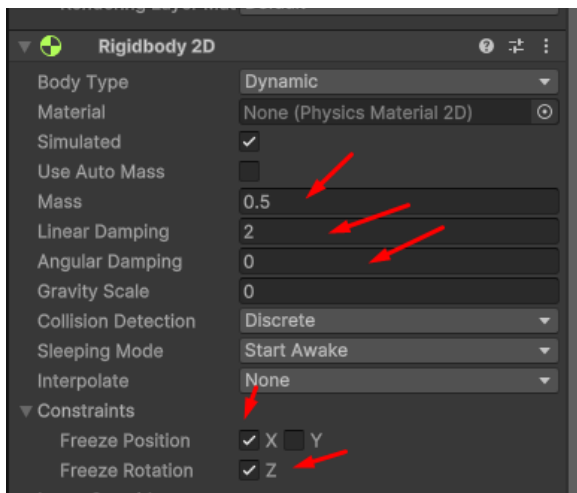 Rigidbody 2D
Body Type Dynamic
Material None (Physics Material 2D)
Simulated
Use Auto Mass
Mass 0.5
Linear Damping 2
Angular Damping 0
Gravity Scale 0
Collision Detection Discrete
Sleeping Mode Start Awake
Interpolate None
Constraints
Freeze Position X Y
Freeze Rotation Z